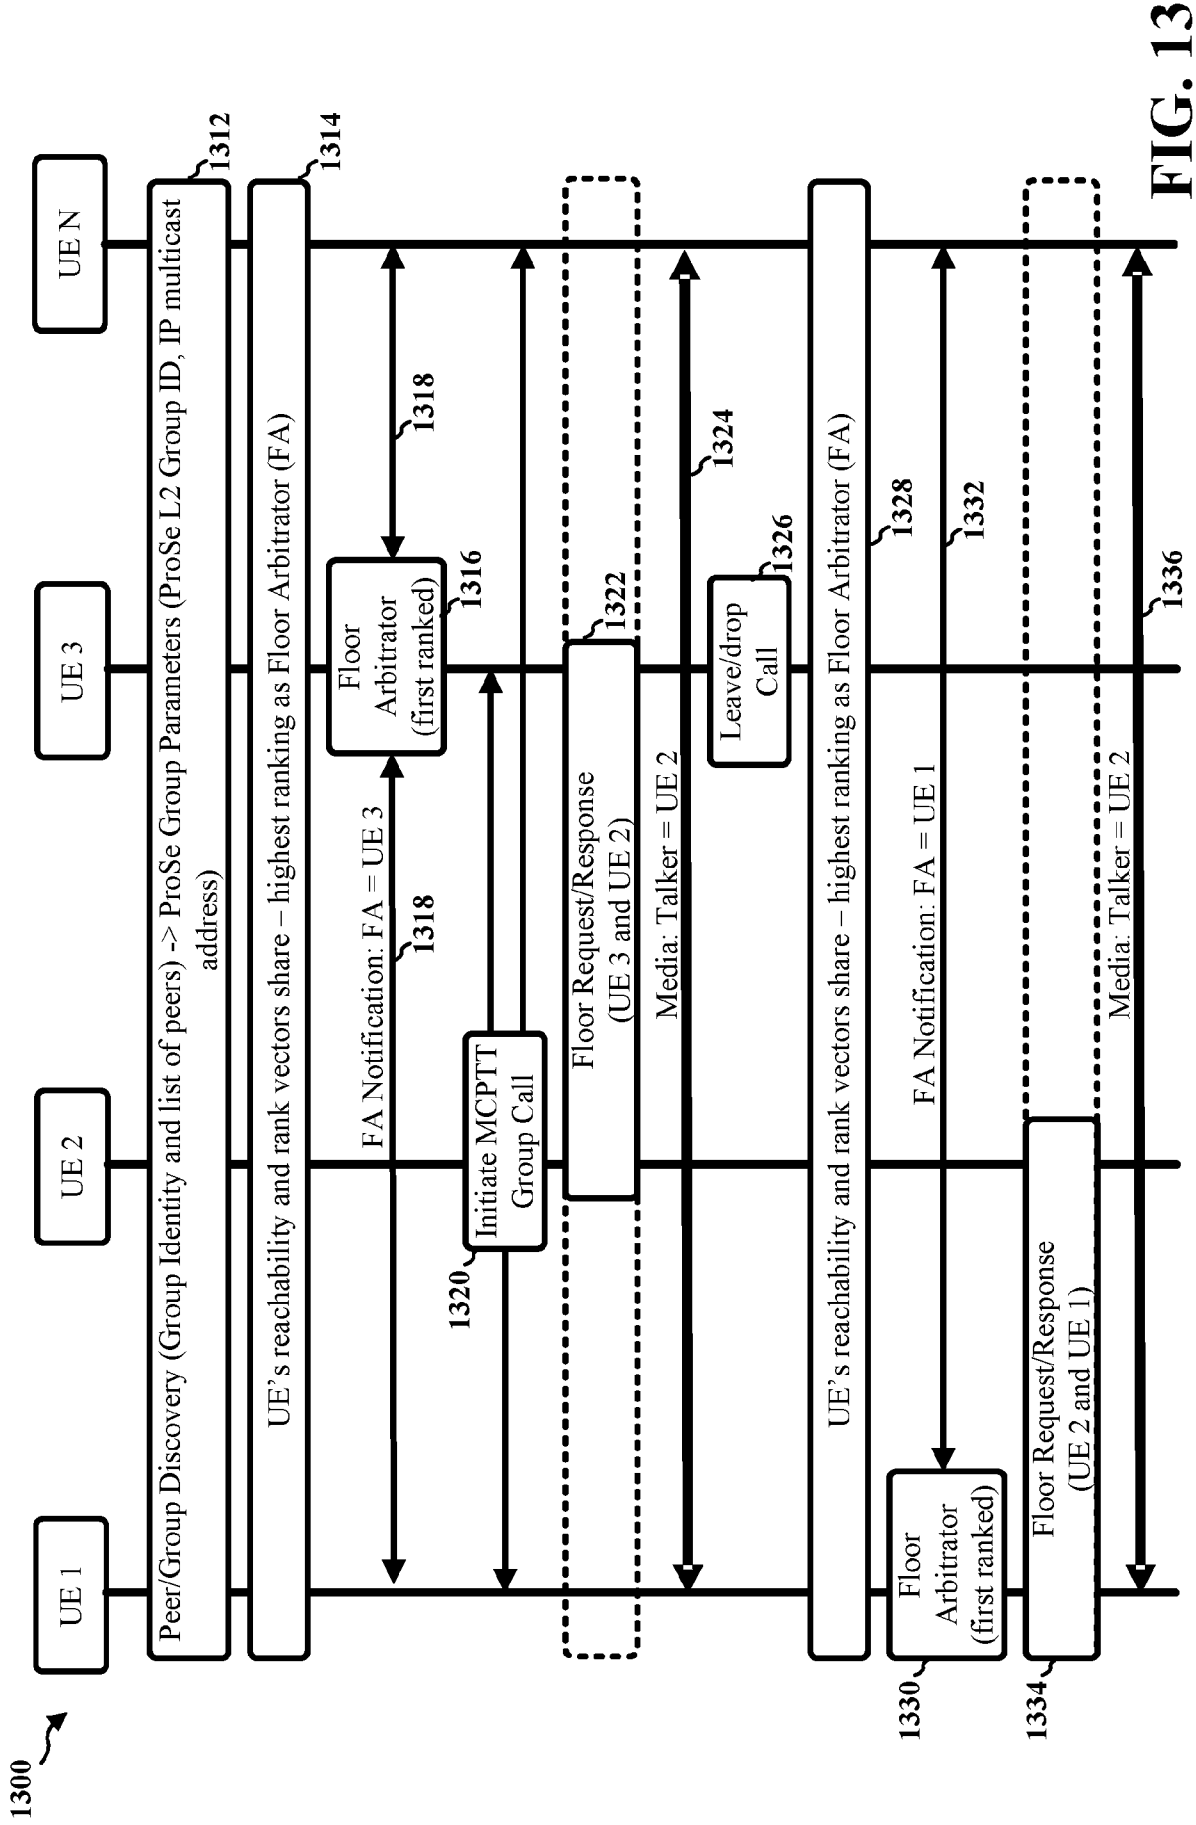 1300
UE 1
UE 2
UE 3
UE N
Peer/Group Discovery (Group Identity and list of peers) -> ProSe Group Parameters (ProSe L2 Group ID, IP multicast
address)
1312
UE's reachability and rank vectors share – highest ranking as Floor Arbitrator (FA)
1314
FA Notification: FA = UE 3
1318
Floor
Arbitrator
(first ranked)
1316
1318
1320
Initiate MCPTT
Group Call
Floor Request/Response
(UE 3 and UE 2)
1322
Media: Talker = UE 2
1324
Leave/drop
Call
1326
UE's reachability and rank vectors share – highest ranking as Floor Arbitrator (FA)
1328
1330
Floor
Arbitrator
(first ranked)
FA Notification: FA = UE 1
1332
1334
Floor Request/Response
(UE 2 and UE 1)
Media: Talker = UE 2
1336
FIG. 13